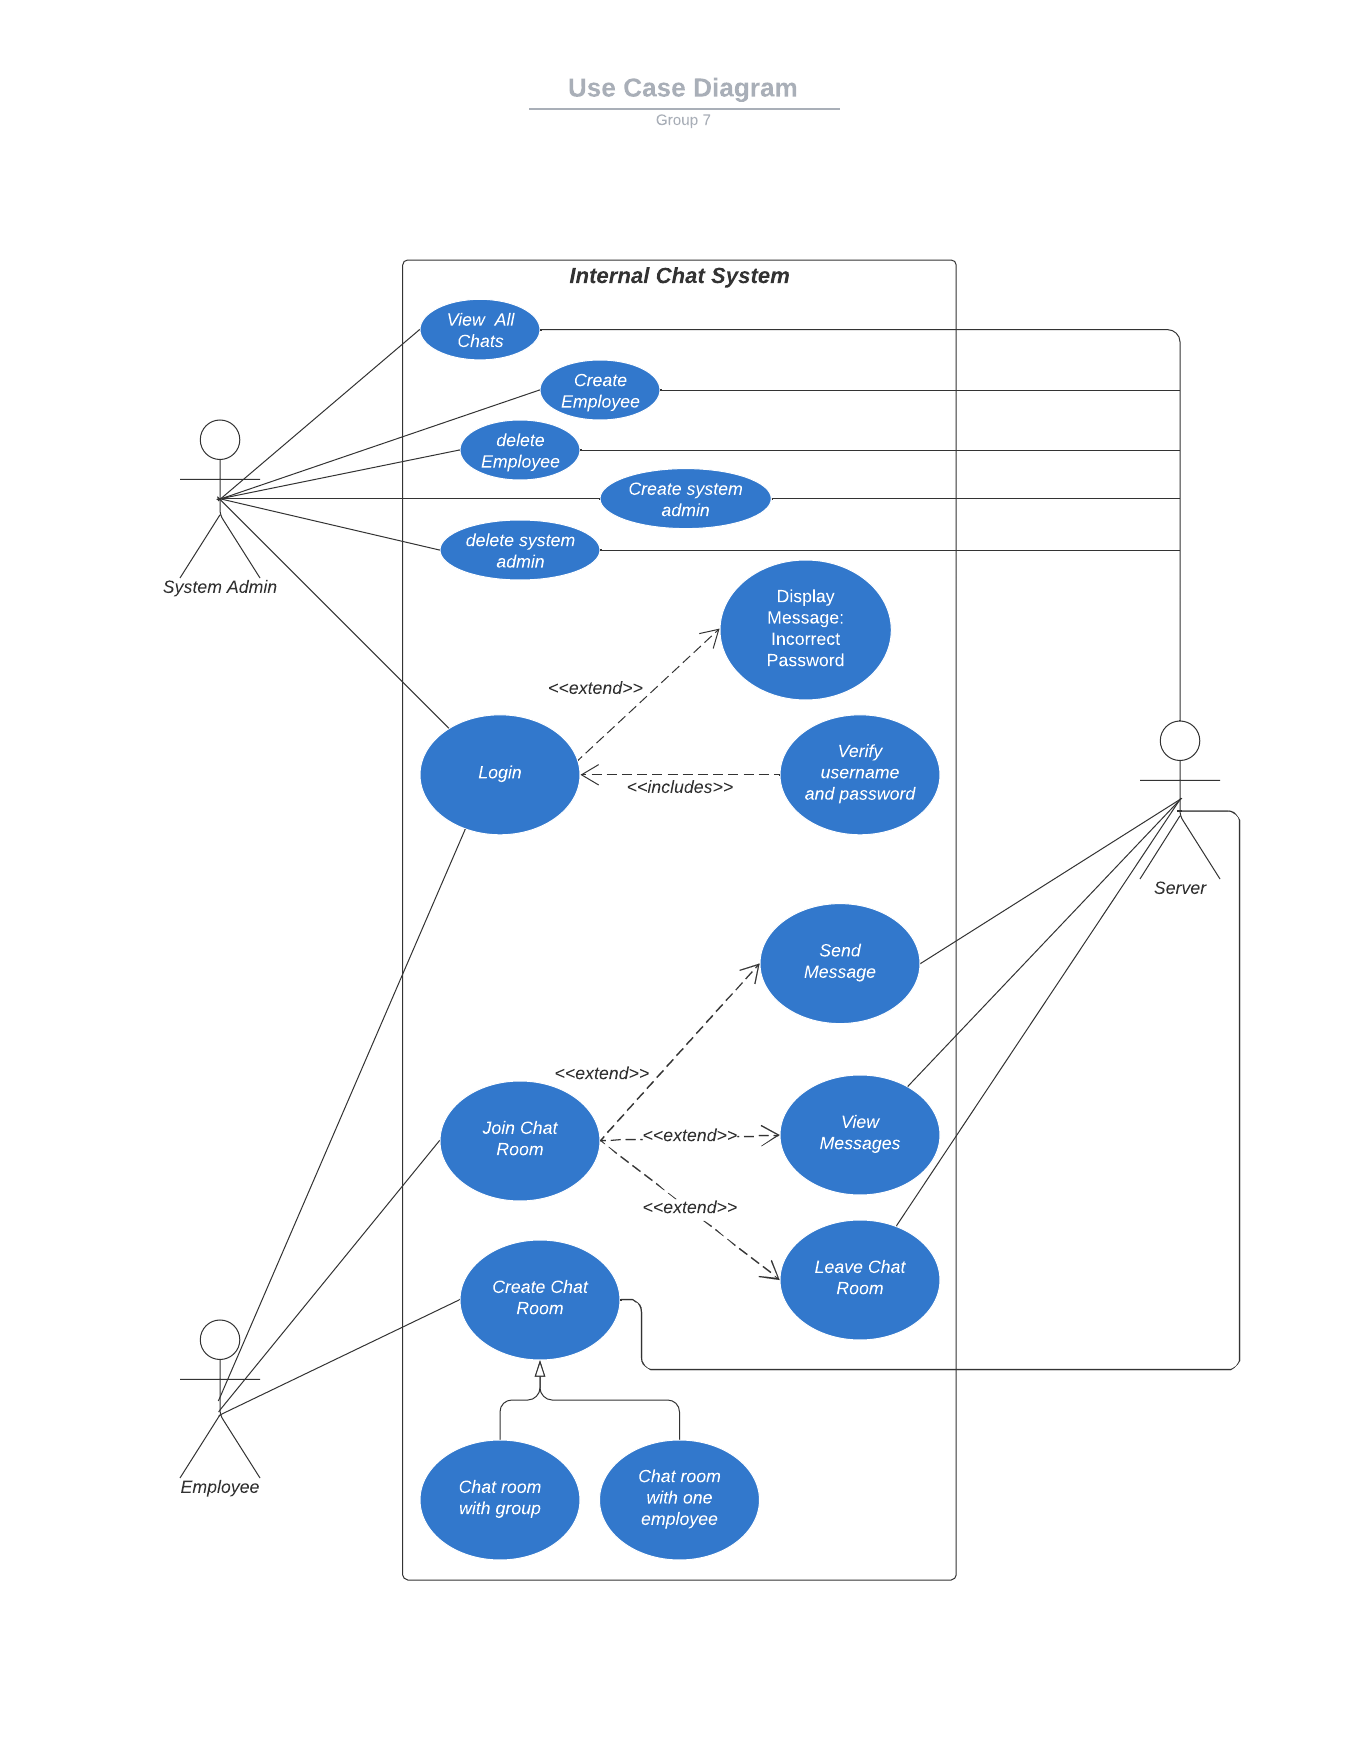 Use Case Diagram
Group 7
Internal Chat System
View All
Chats
Create
Employee
delete
Employee
Create system
admin
delete system
admin
System Admin
Display
Message:
Incorrect
Password
<<extend>>
Login
Verify
username
and password
<<includes>>
Server
Send
Message
<<extend>>
Join Chat
Room
<<extend>>
View
Messages
<<extend>>
Leave Chat
Room
Create Chat
Room
Employee
Chat room
with group
Chat room
with one
employee